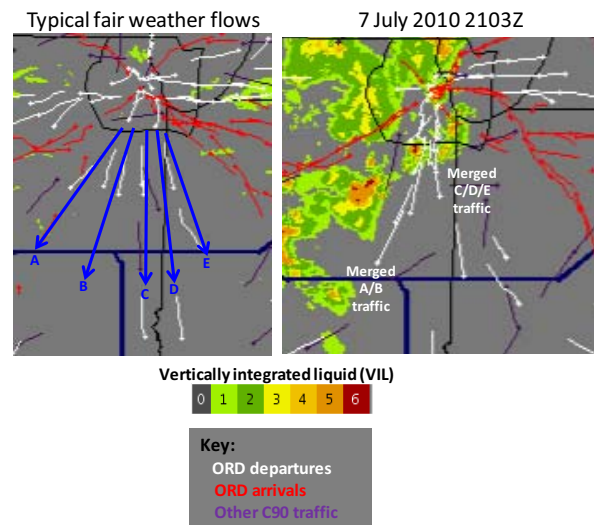 Typical fair weather flows
7 July 2010 2103Z
A
B
C
D
E
Merged
C/D/E
traffic
Merged
A/B
traffic
Vertically integrated liquid (VIL)
0 1 2 3 4 5 6
Key:
ORD departures
ORD arrivals
Other C90 traffic